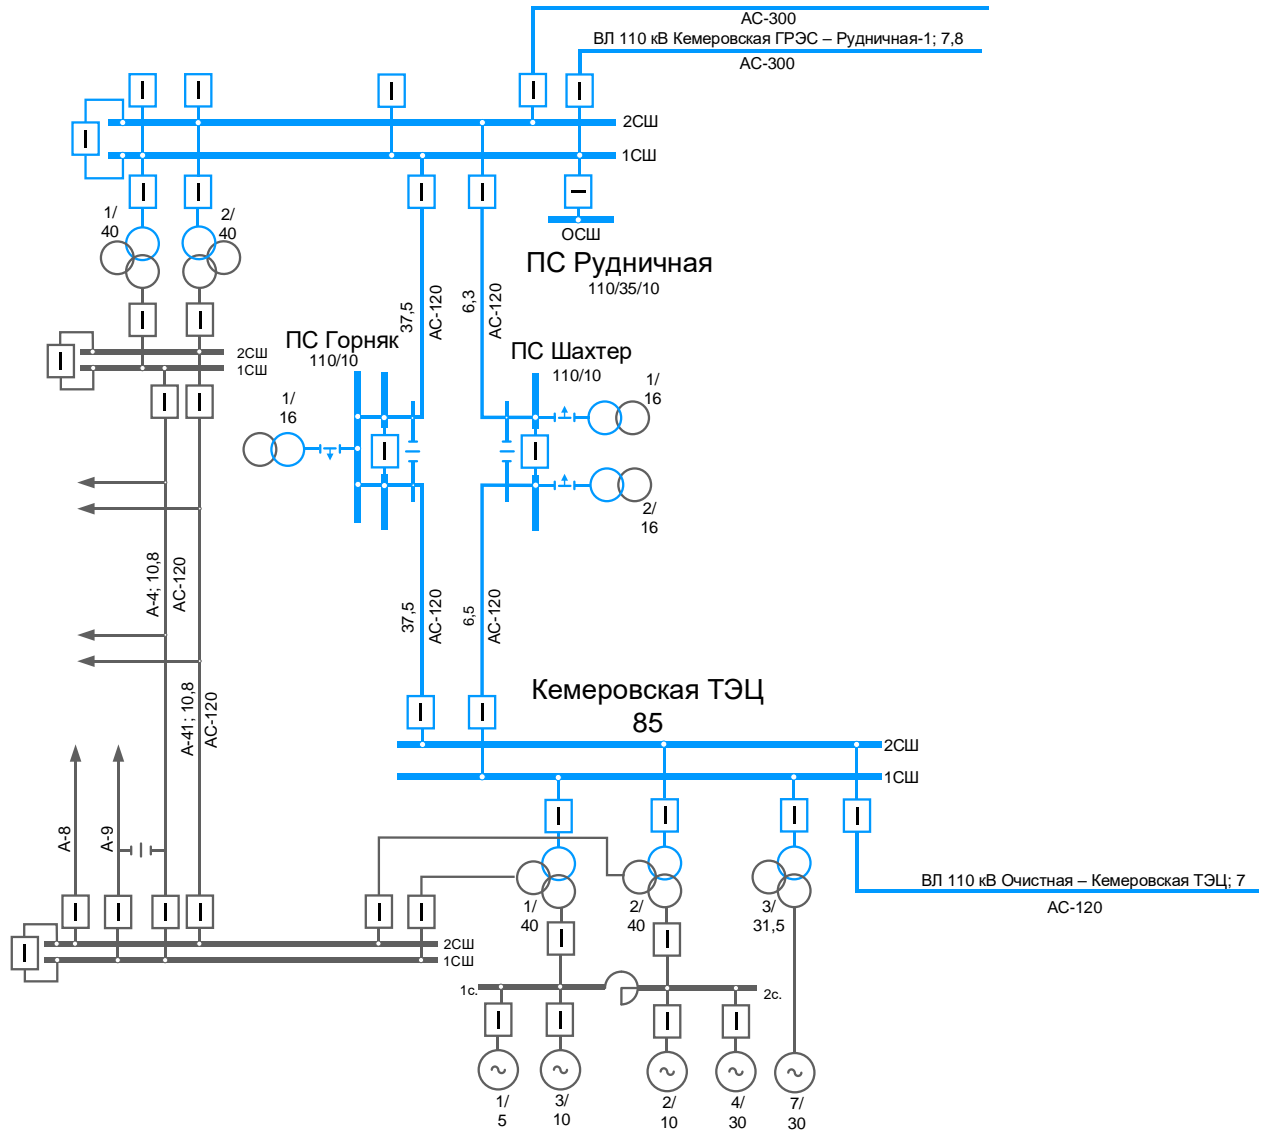 АС-300
ВЛ 110 кВ Кемеровская ГРЭС – Рудничная-1; 7,8
АС-300
2СШ
1СШ
1/
40
2/
40
ОСШ
ПС Рудничная
110/35/10
37,5
АС-120
6,3
АС-120
ПС Горняк
110/10
ПС Шахтер
110/10
2СШ
1СШ
1/
16
1/
16
2/
16
А-4; 10,8
АС-120
37,5
АС-120
6,5
АС-120
А-41; 10,8
АС-120
Кемеровская ТЭЦ
85
2СШ
1СШ
А-8
А-9
ВЛ 110 кВ Очистная – Кемеровская ТЭЦ; 7
АС-120
1/
40
2/
40
3/
31,5
2СШ
1СШ
1с.
2с.
1/
5
3/
10
2/
10
4/
30
7/
30